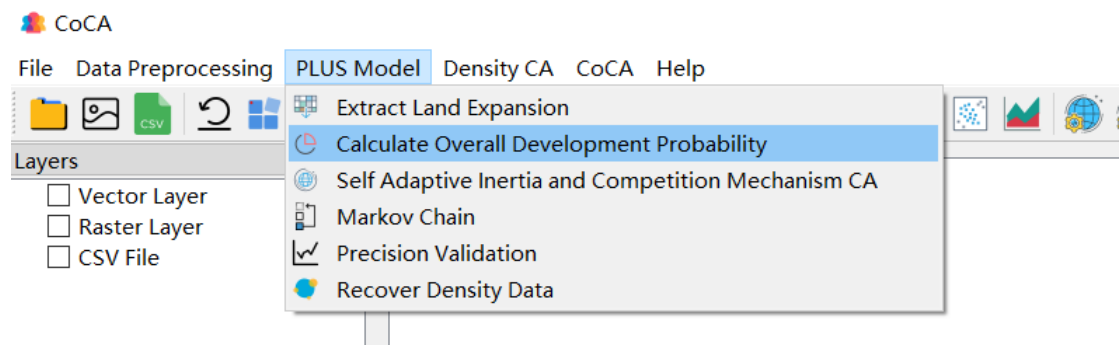 CoCA
File Data Preprocessing PLUS Model Density CA CoCA Help
CSV
Extract Land Expansion
Calculate Overall Development Probability
Layers
Self Adaptive Inertia and Competition Mechanism CA
Vector Layer
Markov Chain
Raster Layer
Precision Validation
CSV File
Recover Density Data